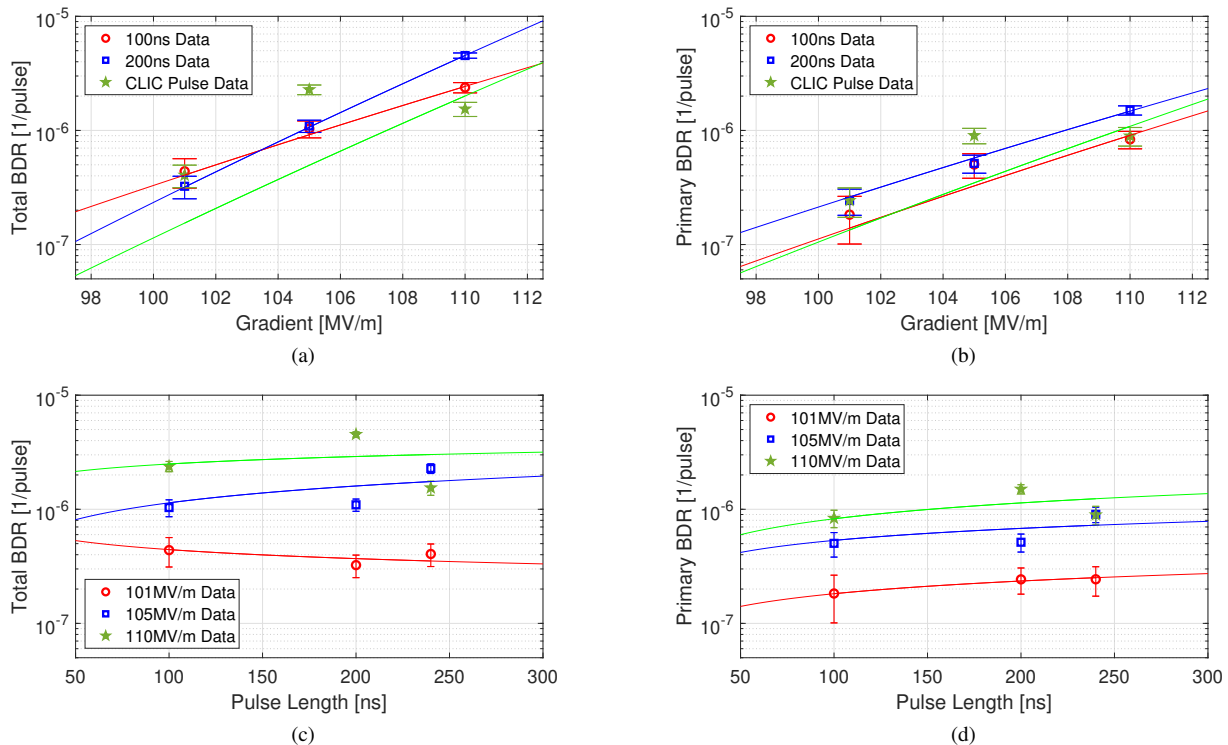 10^-5
10^-6
10^-7
Total BDR [1/pulse]
100ns Data
200ns Data
CLIC Pulse Data
98 100 102 104 106 108 110 112
Gradient [MV/m]
(a)
10^-5
10^-6
10^-7
Primary BDR [1/pulse]
100ns Data
200ns Data
CLIC Pulse Data
98 100 102 104 106 108 110 112
Gradient [MV/m]
(b)
10^-5
10^-6
10^-7
Total BDR [1/pulse]
101MV/m Data
105MV/m Data
110MV/m Data
50 100 150 200 250 300
Pulse Length [ns]
(c)
10^-5
10^-6
10^-7
Primary BDR [1/pulse]
101MV/m Data
105MV/m Data
110MV/m Data
50 100 150 200 250 300
Pulse Length [ns]
(d)